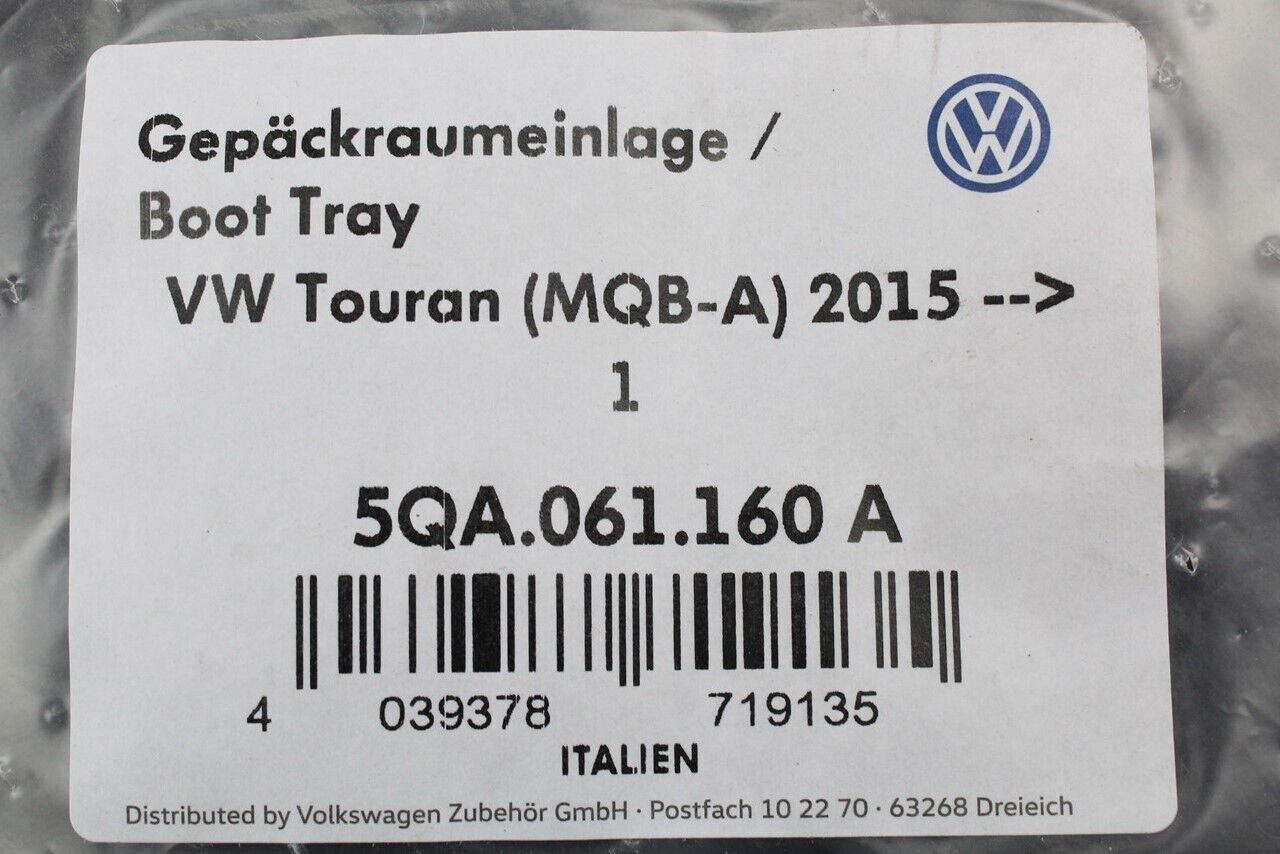 Gepäckraumeinlage /
Boot Tray
VW Touran (MQB-A) 2015 -->
1
5QA.061.160 A
4 039378 719135
ITALIEN
Distributed by Volkswagen Zubehör GmbH · Postfach 10 22 70 · 63268 Dreieich